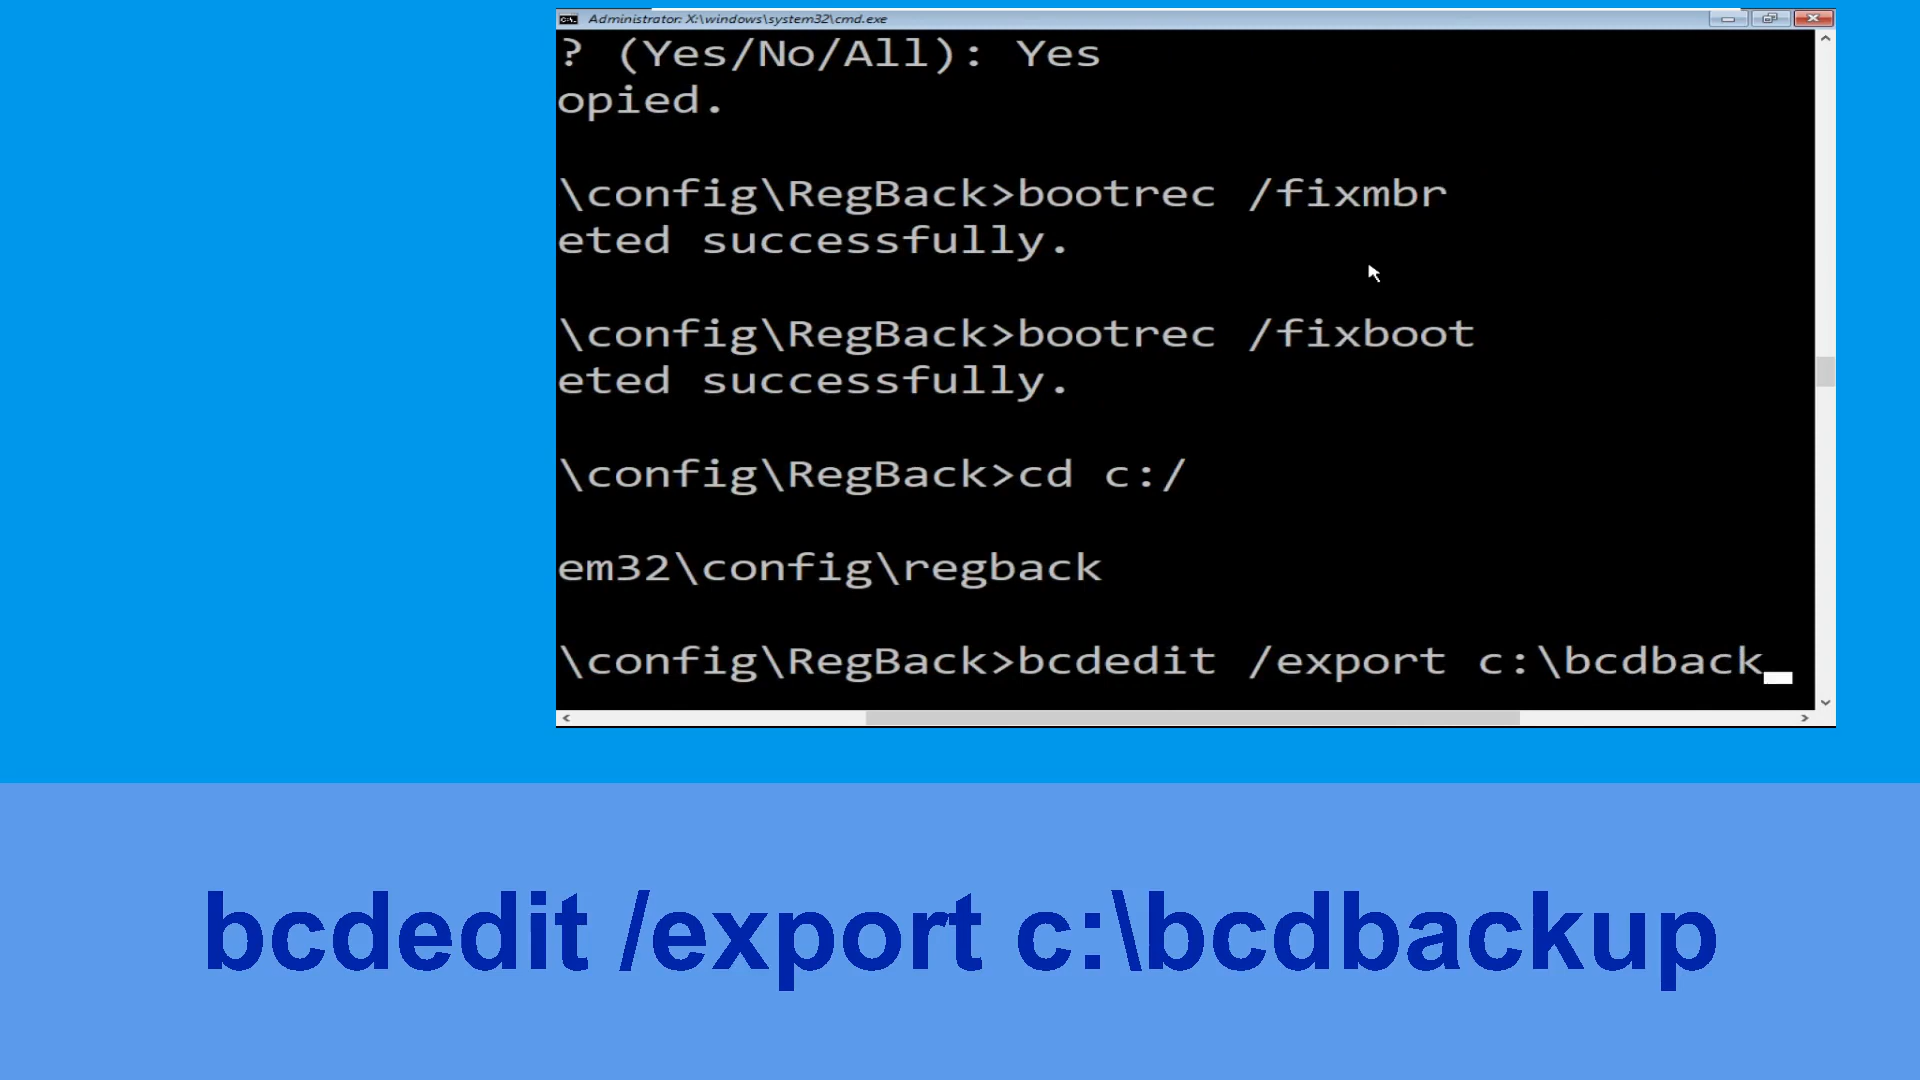 Administrator: X:\windows\system32\cmd.exe
? (Yes/No/All): Yes
opied.
\config\RegBack>bootrec /fixmbr
eted successfully.
\config\RegBack>bootrec /fixboot
eted successfully.
\config\RegBack>cd c:/
em32\config\regback
\config\RegBack>bcdedit /export c:\bcdback
bcdedit /export c:\bcdbackup